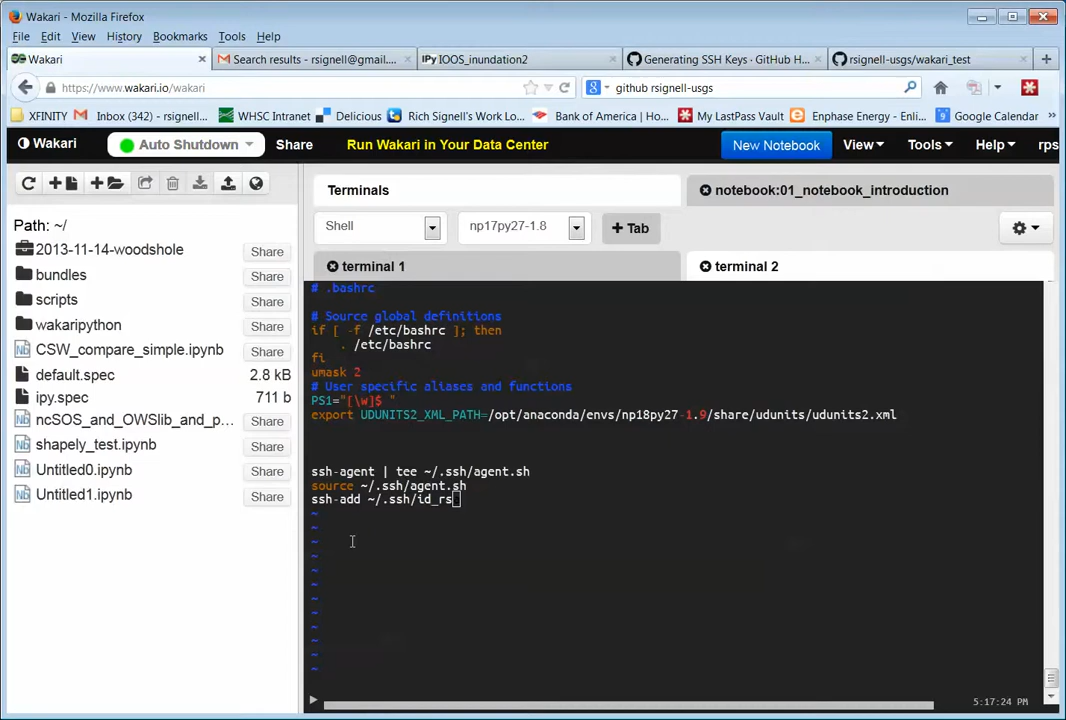 Wakari - Mozilla Firefox
File Edit View History Bookmarks Tools Help
Wakari
Search results - rsignell@gmail....
IPy IOOS_inundation2
Generating SSH Keys · GitHub H...
rsignell-usgs/wakari_test
https://www.wakari.io/wakari
github rsignell-usgs
XFINITY Inbox (342) - rsignell-... WHSC Intranet Delicious Rich Signell's Work Lo... Bank of America | Ho... My LastPass Vault Enphase Energy - Enli... Google Calendar
Wakari Auto Shutdown Share Run Wakari in Your Data Center New Notebook View Tools Help rps
Terminals notebook:01_notebook_introduction
Path: ~/
Shell np17py27-1.8 + Tab
2013-11-14-woodshole Share
terminal 1 terminal 2
bundles Share
scripts Share
wakaripython Share
CSW_compare_simple.ipynb Share
default.spec 2.8 kB
ipy.spec 711 b
ncSOS_and_OWSlib_and_p... Share
shapely_test.ipynb Share
Untitled0.ipynb Share
Untitled1.ipynb Share
# .bashrc
# Source global definitions
if [ -f /etc/bashrc ]; then
. /etc/bashrc
fi
umask 2
# User specific aliases and functions
PS1="[\w]$ "
export UDUNITS2_XML_PATH=/opt/anaconda/envs/np18py27-1.9/share/udunits/udunits2.xml
ssh-agent | tee ~/.ssh/agent.sh
source ~/.ssh/agent.sh
ssh-add ~/.ssh/id_rs
~
~
~
~
~
~
~
~
~
~
~
~
5:17:24 PM